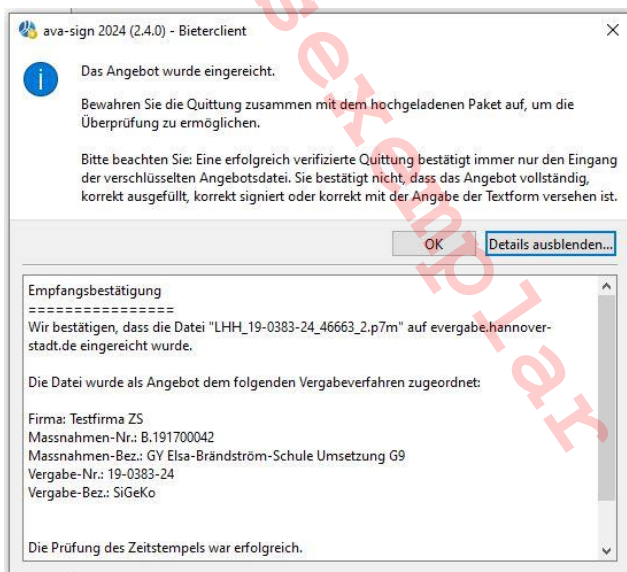 ava-sign 2024 (2.4.0) - Bieterclient
Das Angebot wurde eingereicht.
Bewahren Sie die Quittung zusammen mit dem hochgeladenen Paket auf, um die
Überprüfung zu ermöglichen.
Bitte beachten Sie: Eine erfolgreich verifizierte Quittung bestätigt immer nur den Eingang
der verschlüsselten Angebotsdatei. Sie bestätigt nicht, dass das Angebot vollständig,
korrekt ausgefüllt, korrekt signiert oder korrekt mit der Angabe der Textform versehen ist.
OK
Details ausblenden...
Empfangsbestätigung
================
Wir bestätigen, dass die Datei "LHH_19-0383-24_46663_2.p7m" auf evergabe.hannover-
stadt.de eingereicht wurde.
Die Datei wurde als Angebot dem folgenden Vergabeverfahren zugeordnet:
Firma: Testfirma ZS
Massnahmen-Nr.: B.191700042
Massnahmen-Bez.: GY Elsa-Brändström-Schule Umsetzung G9
Vergabe-Nr.: 19-0383-24
Vergabe-Bez.: SiGeKo
Die Prüfung des Zeitstempels war erfolgreich.
sexemplar